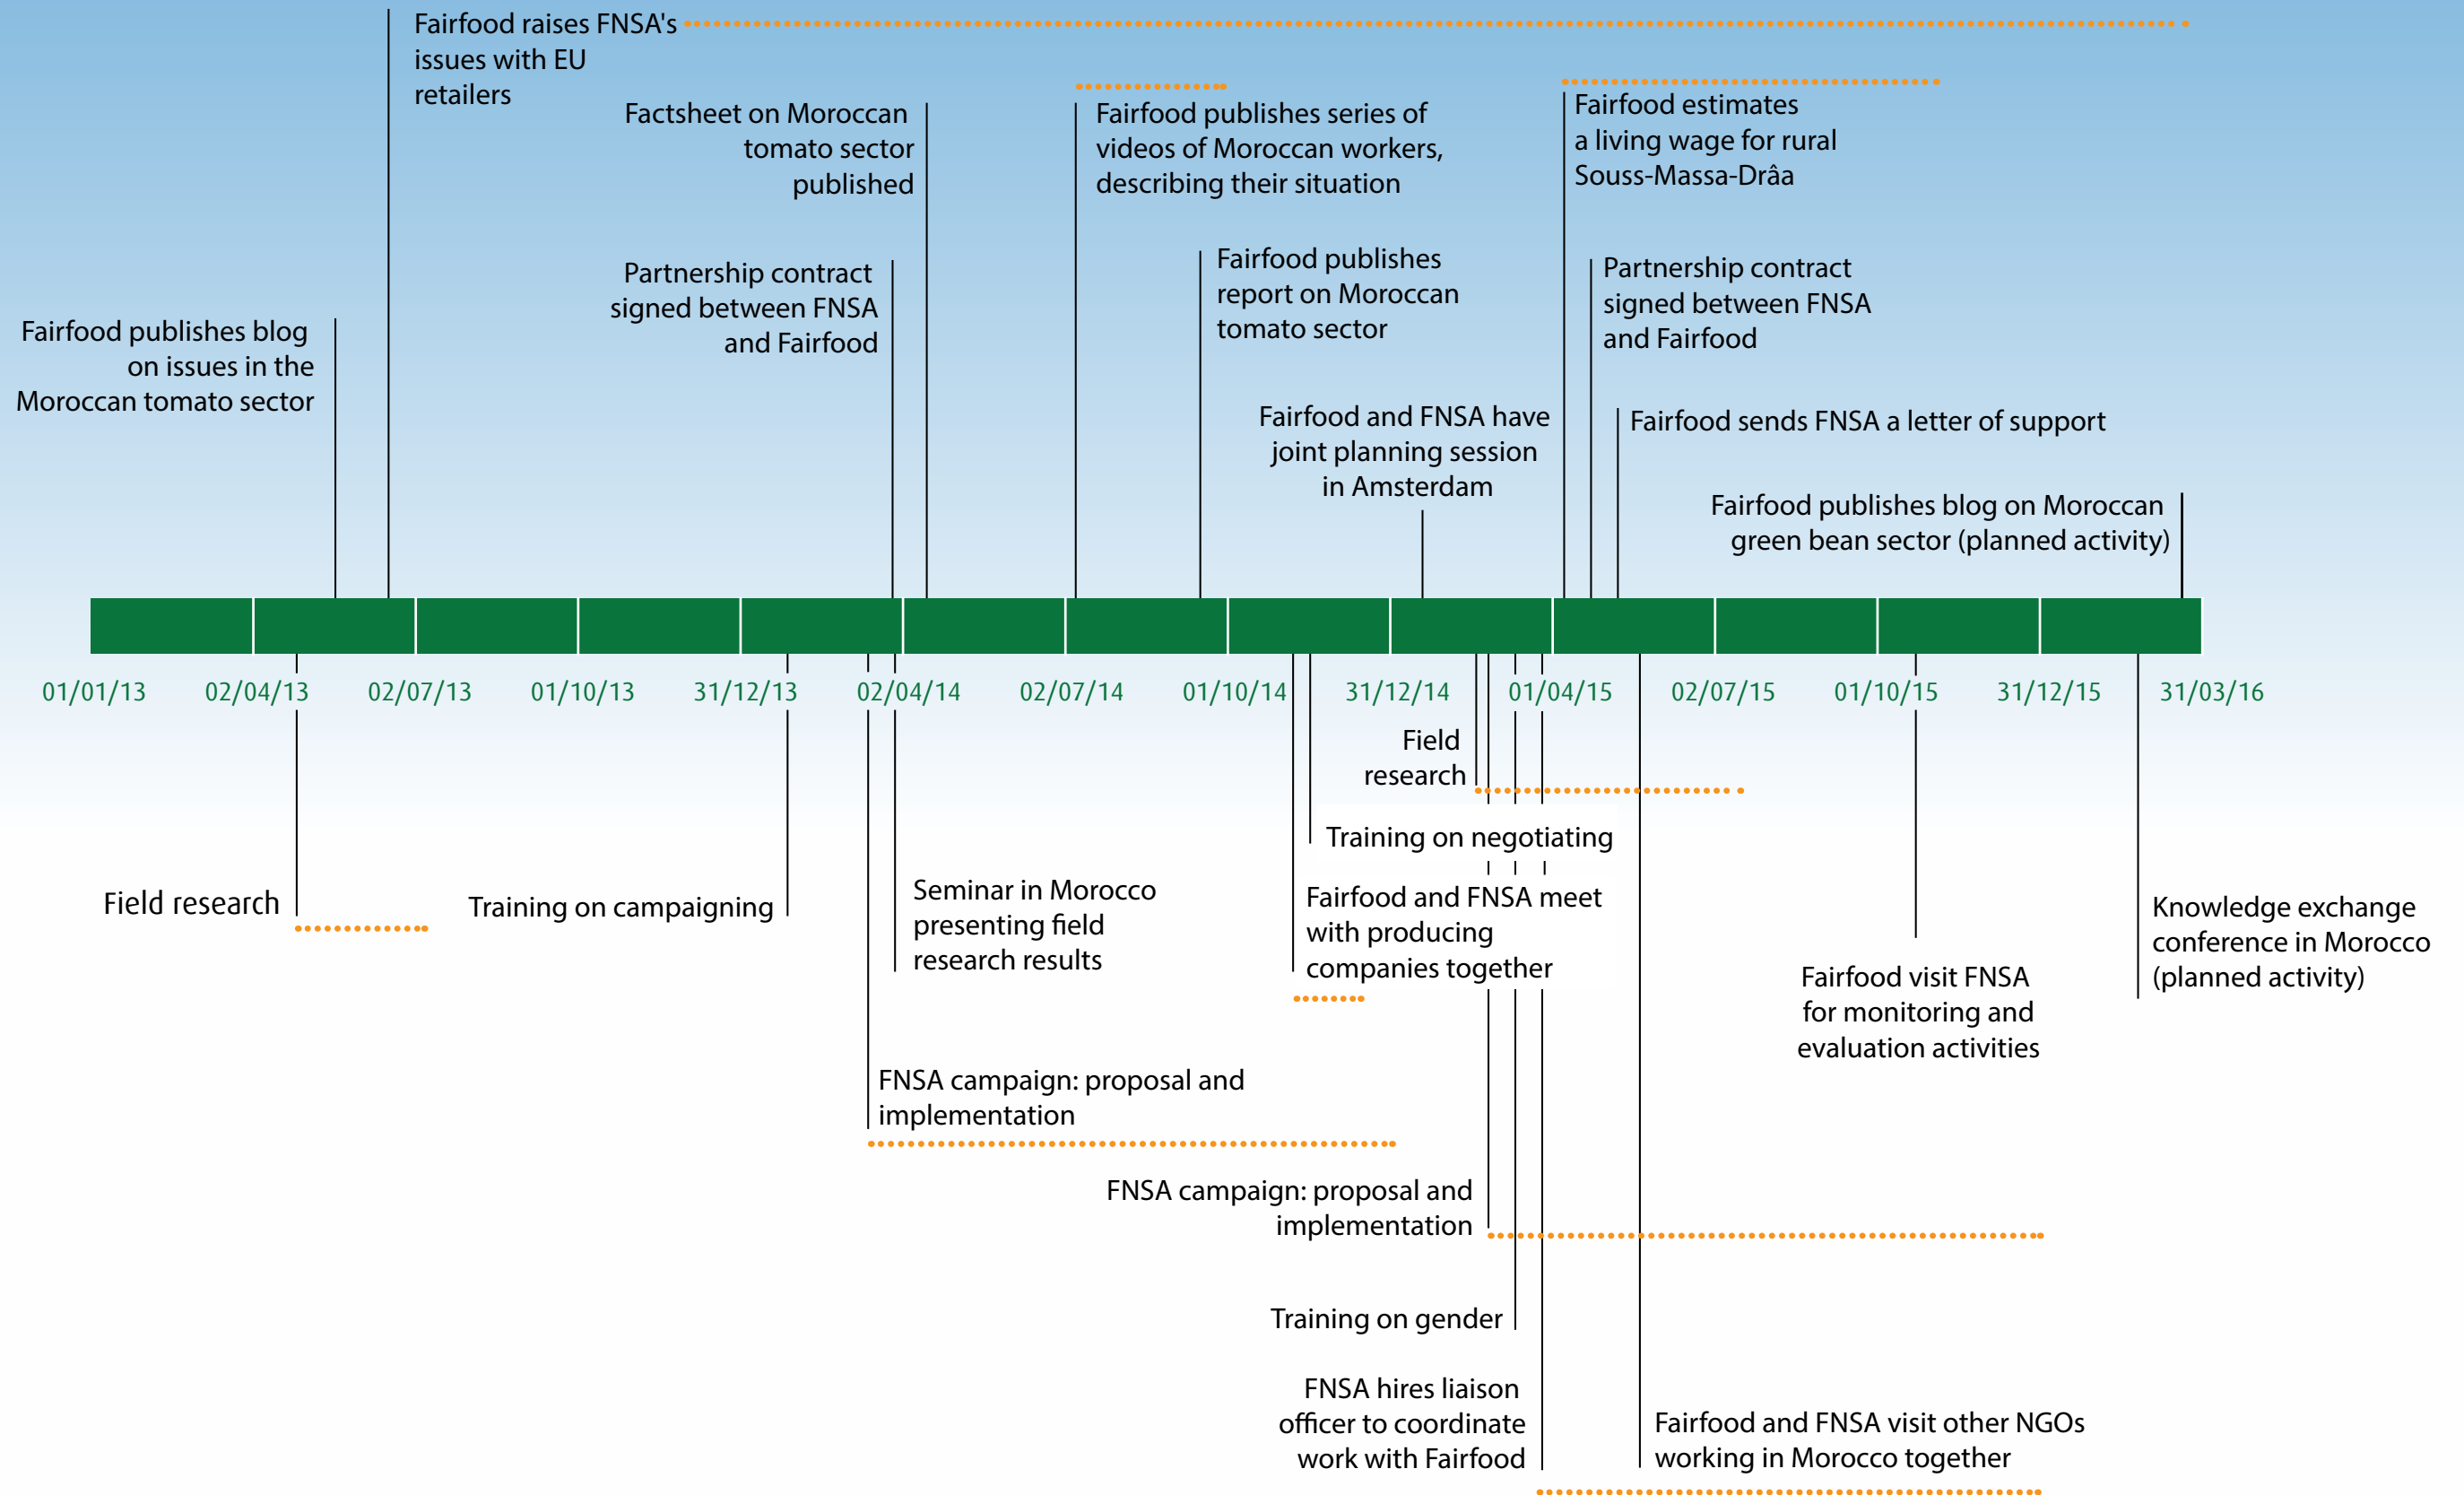 Fairfood raises FNSA's
issues with EU
retailers
Factsheet on Moroccan
tomato sector
published
Fairfood publishes series of
videos of Moroccan workers,
describing their situation
Fairfood estimates
a living wage for rural
Souss-Massa-Drâa
Fairfood publishes blog
on issues in the
Moroccan tomato sector
Partnership contract
signed between FNSA
and Fairfood
Fairfood publishes
report on Moroccan
tomato sector
Partnership contract
signed between FNSA
and Fairfood
Fairfood and FNSA have
joint planning session
in Amsterdam
Fairfood sends FNSA a letter of support
Fairfood publishes blog on Moroccan
green bean sector (planned activity)
01/01/13
02/04/13
02/07/13
01/10/13
31/12/13
02/04/14
02/07/14
01/10/14
31/12/14
01/04/15
02/07/15
01/10/15
31/12/15
31/03/16
Field
research
Training on negotiating
Field research
Training on campaigning
Seminar in Morocco
presenting field
research results
Fairfood and FNSA meet
with producing
companies together
Fairfood visit FNSA
for monitoring and
evaluation activities
Knowledge exchange
conference in Morocco
(planned activity)
FNSA campaign: proposal and
implementation
FNSA campaign: proposal and
implementation
Training on gender
FNSA hires liaison
officer to coordinate
work with Fairfood
Fairfood and FNSA visit other NGOs
working in Morocco together